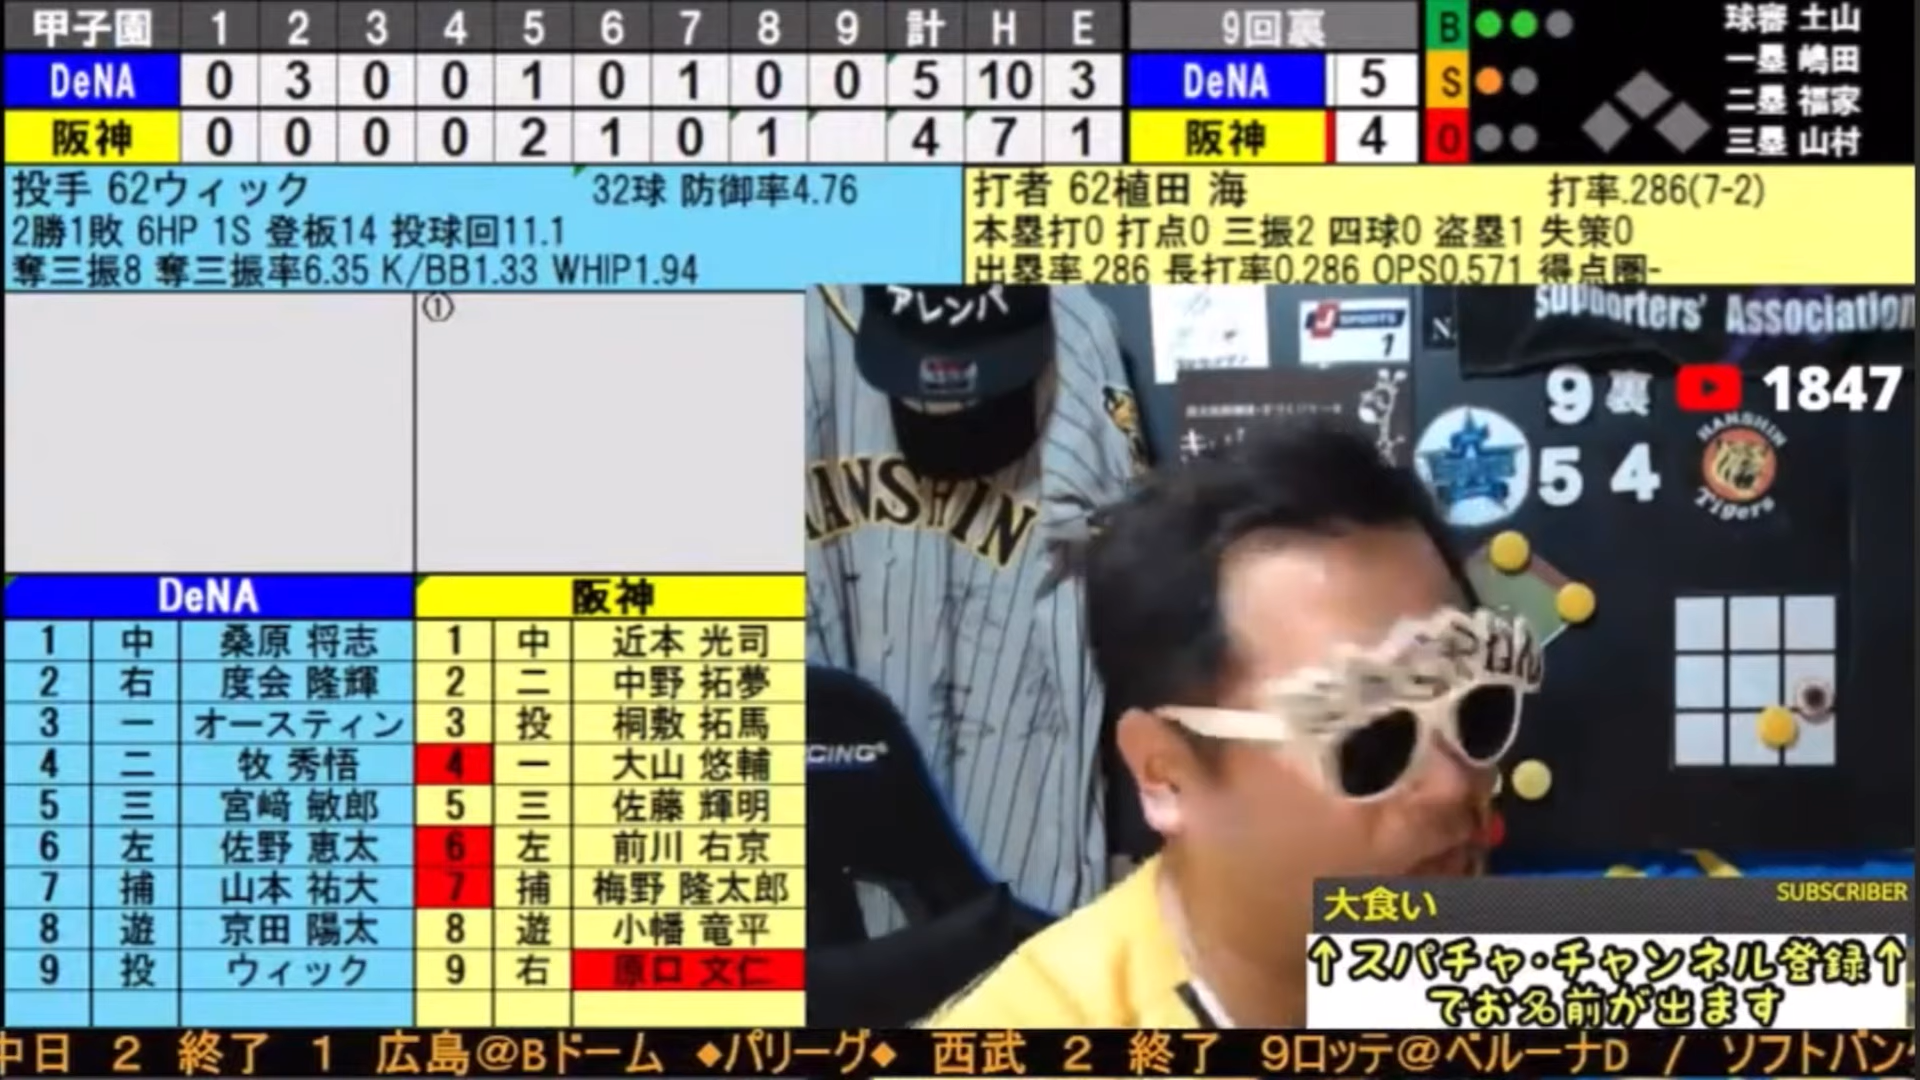 甲子園 1 2 3 4 5 6 7 8 9 計 H E
DeNA 0 3 0 0 1 0 1 0 0 5 10 3
阪神 0 0 0 0 2 1 0 1 4 7 1
9回裏
DeNA 5
阪神 4
B
S
O
球審 土山
一塁 嶋田
二塁 福家
三塁 山村
投手 62ウィック 32球 防御率4.76
2勝1敗 6HP 1S 登板14 投球回11.1
奪三振8 奪三振率6.35 K/BB1.33 WHIP1.94
打者 62植田 海 打率.286(7-2)
本塁打0 打点0 三振2 四球0 盗塁1 失策0
出塁率.286 長打率0.286 OPS0.571 得点圏-
①
DeNA
1 中 桑原 将志
2 右 度会 隆輝
3 一 オースティン
4 二 牧 秀悟
5 三 宮﨑 敏郎
6 左 佐野 恵太
7 捕 山本 祐大
8 遊 京田 陽太
9 投 ウィック
阪神
1 中 近本 光司
2 二 中野 拓夢
3 投 桐敷 拓馬
4 一 大山 悠輔
5 三 佐藤 輝明
6 左 前川 右京
7 捕 梅野 隆太郎
8 遊 小幡 竜平
9 右 原口 文仁
アレンパ
HANSHIN
J SPORTS
1
Supporters' Association
9 裏
1847
5 4
HANSHIN
Tigers
やねん
CING
大食い
SUBSCRIBER
↑スパチャ・チャンネル登録↑
でお名前が出ます
中日 2 終了 1 広島@Bドーム ◆パリーグ◆ 西武 2 終了 9ロッテ@ベルーナD / ソフトバン